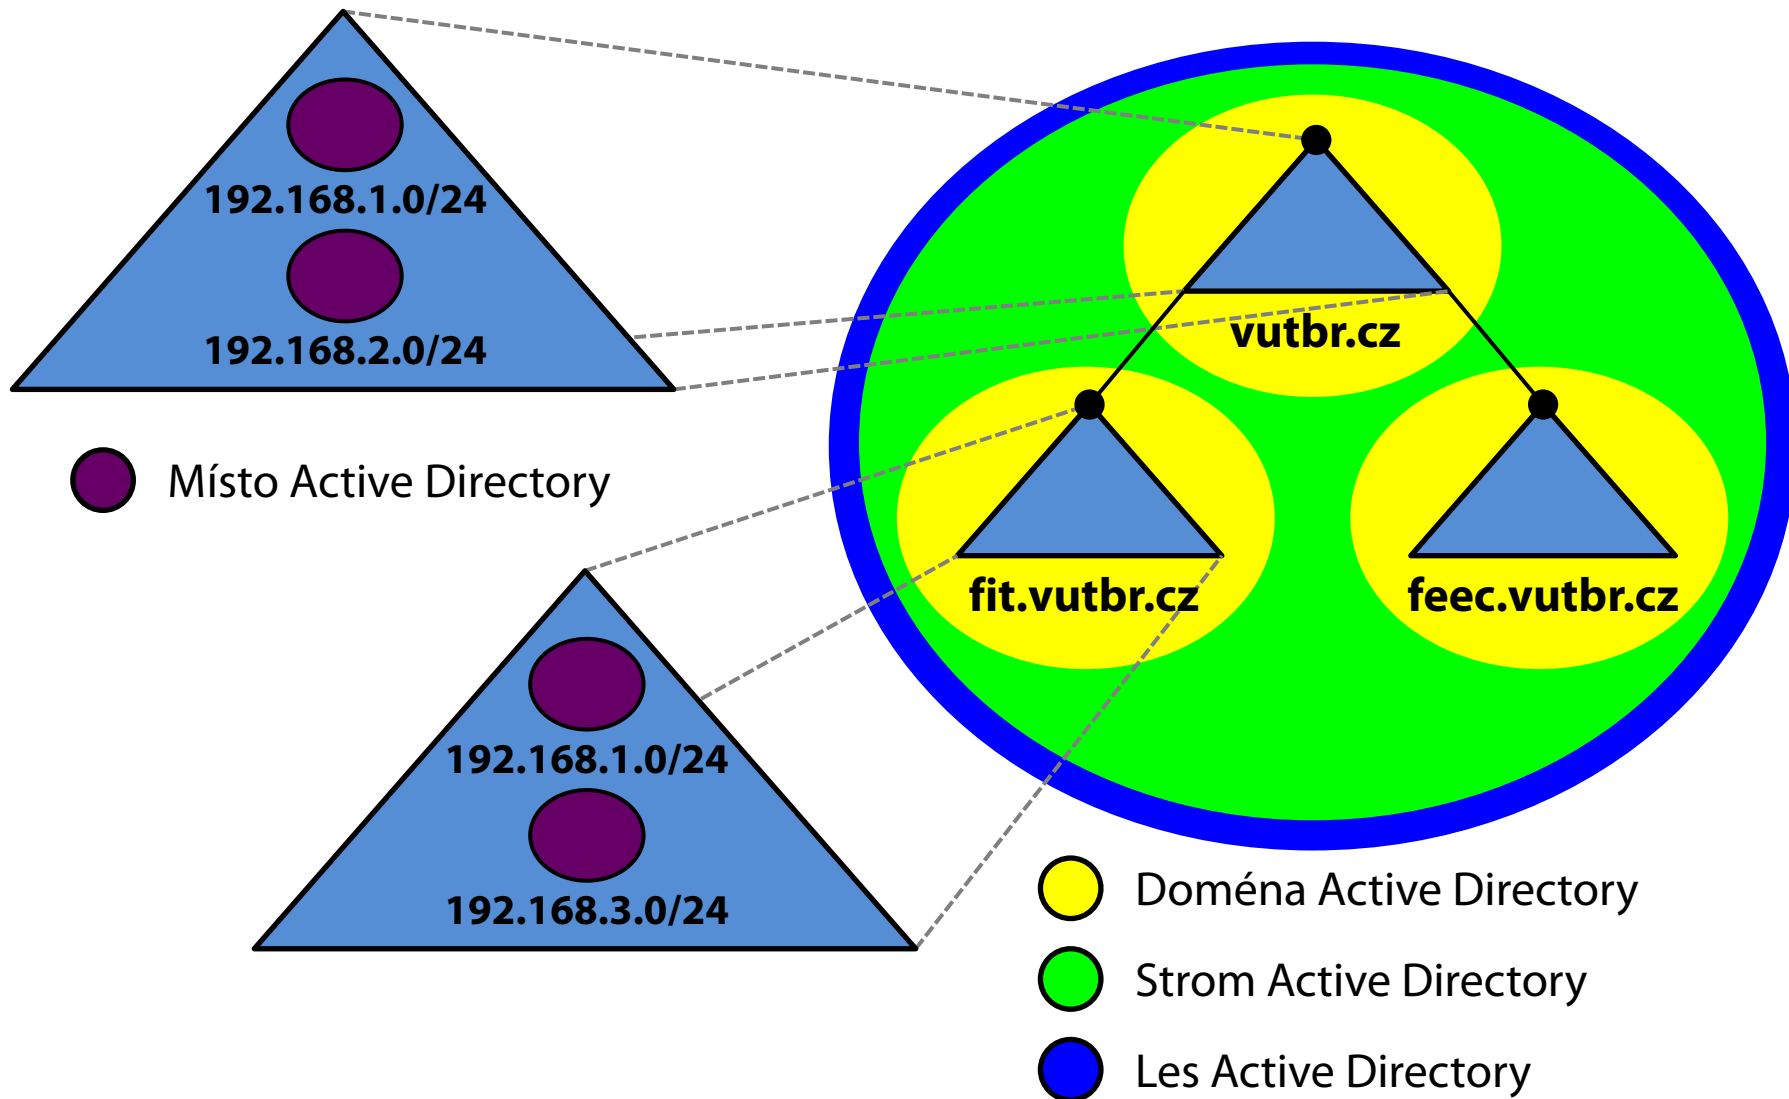 192.168.1.0/24
192.168.2.0/24
Místo Active Directory
vutbr.cz
fit.vutbr.cz
feec.vutbr.cz
192.168.1.0/24
192.168.3.0/24
Doména Active Directory
Strom Active Directory
Les Active Directory